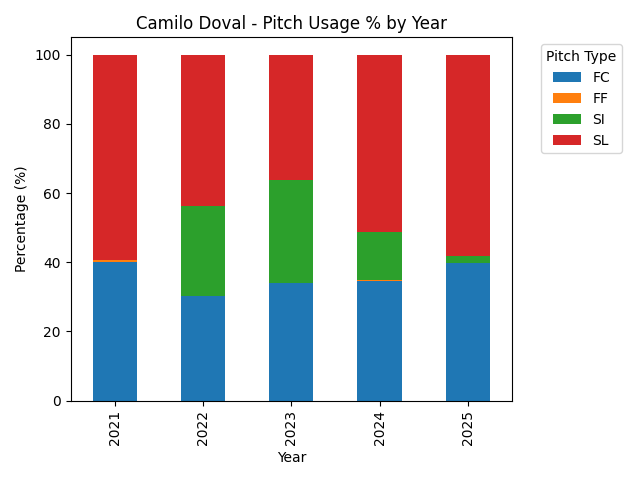 Camilo Doval - Pitch Usage % by Year
Percentage (%)
100
80
60
40
20
0
2021
2022
2023
2024
2025
Year
Pitch Type
FC
FF
SI
SL